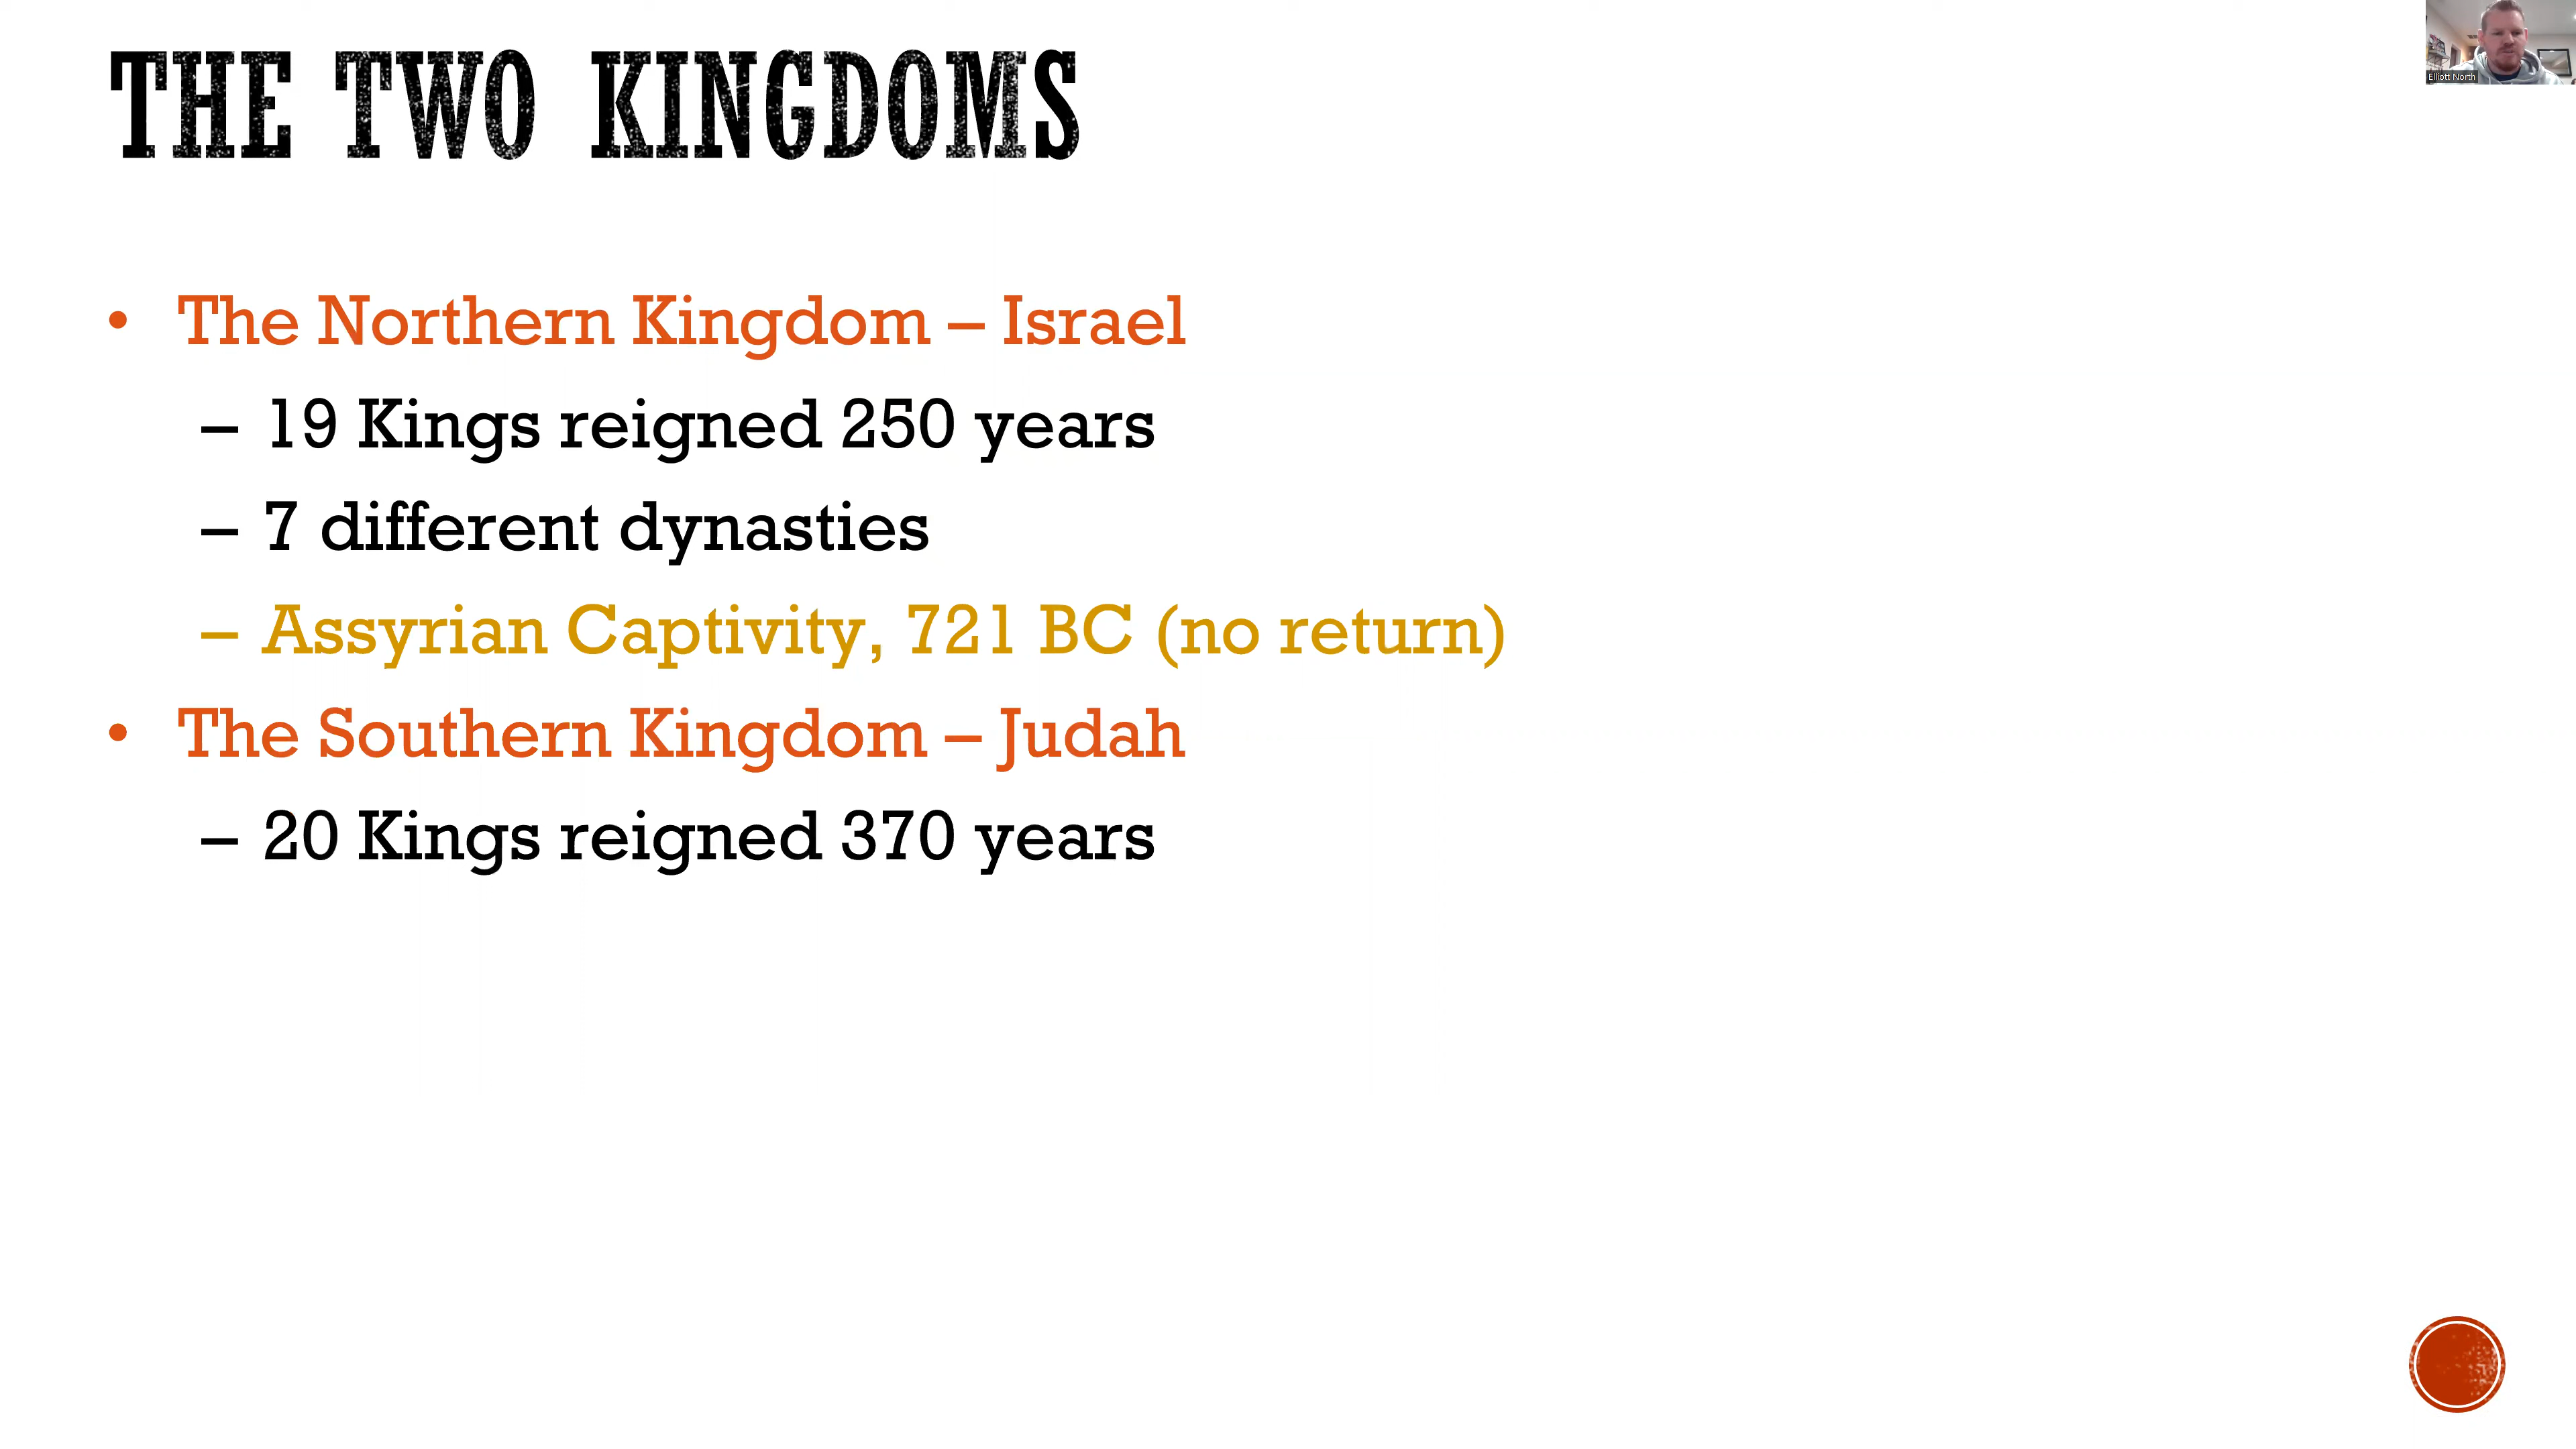 THE TWO KINGDOMS
Elliott North
• The Northern Kingdom – Israel
– 19 Kings reigned 250 years
– 7 different dynasties
– Assyrian Captivity, 721 BC (no return)
• The Southern Kingdom – Judah
– 20 Kings reigned 370 years